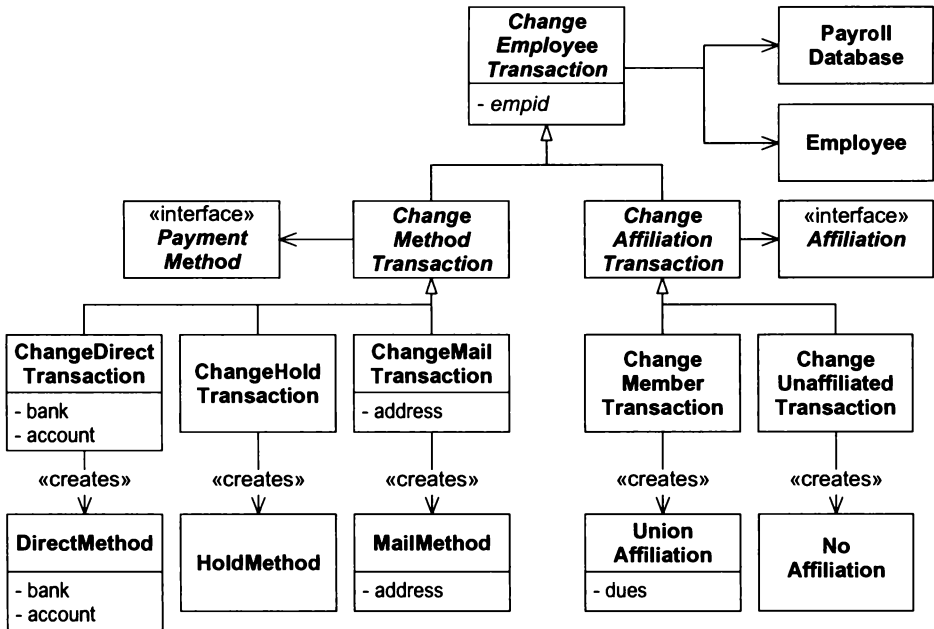 Change
Employee
Transaction
- empid
Payroll
Database
Employee
«interface»
Payment
Method
Change
Method
Transaction
Change
Affiliation
Transaction
«interface»
Affiliation
ChangeDirect
Transaction
- bank
- account
ChangeHold
Transaction
ChangeMail
Transaction
- address
Change
Member
Transaction
Change
Unaffiliated
Transaction
«creates»
«creates»
«creates»
«creates»
«creates»
DirectMethod
- bank
- account
HoldMethod
MailMethod
- address
Union
Affiliation
- dues
No
Affiliation